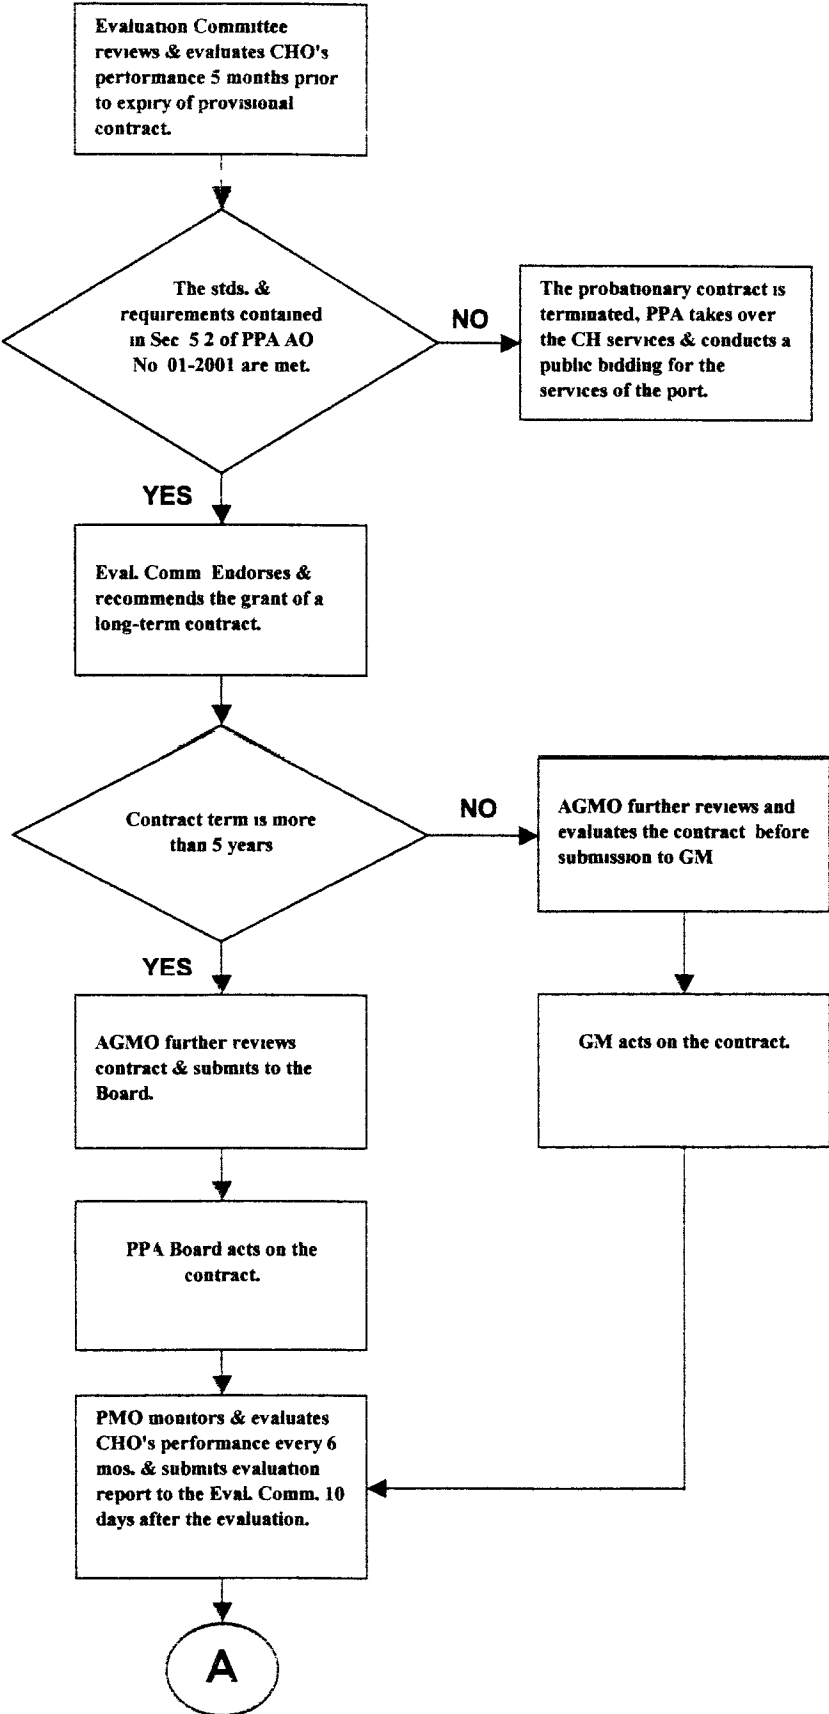 Evaluation Committee
reviews & evaluates CHO's
performance 5 months prior
to expiry of provisional
contract.
The stds. &
requirements contained
in Sec 5 2 of PPA AO
No 01-2001 are met.
NO
The probationary contract is
terminated, PPA takes over
the CH services & conducts a
public bidding for the
services of the port.
YES
Eval. Comm Endorses &
recommends the grant of a
long-term contract.
Contract term is more
than 5 years
NO
AGMO further reviews and
evaluates the contract before
submission to GM
YES
AGMO further reviews
contract & submits to the
Board.
GM acts on the contract.
PPA Board acts on the
contract.
PMO monitors & evaluates
CHO's performance every 6
mos. & submits evaluation
report to the Eval. Comm. 10
days after the evaluation.
A